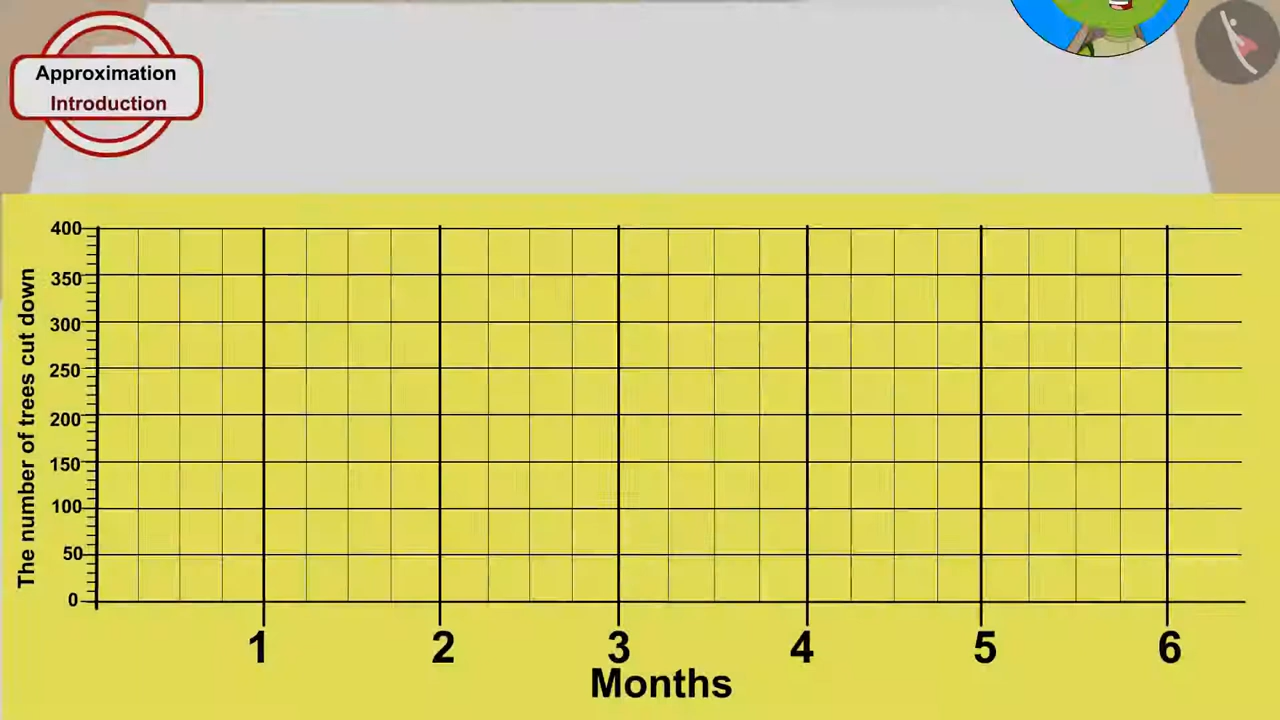 Approximation
Introduction
The number of trees cut down
400
350
300
250
200
150
100
50
0
1 2 3 4 5 6
Months